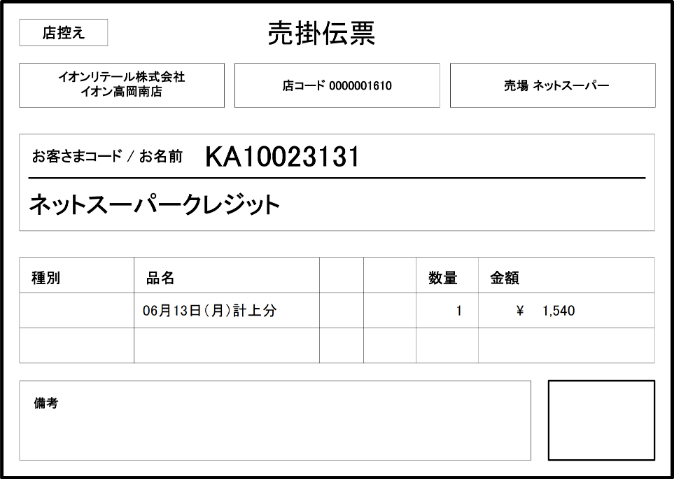 店控え
売掛伝票
イオンリテール株式会社
イオン高岡南店
店コード 0000001610
売場 ネットスーパー
お客さまコード / お名前 KA10023131
ネットスーパークレジット
種別 品名 数量 金額
06月13日(月)計上分 1 ¥ 1,540
備考